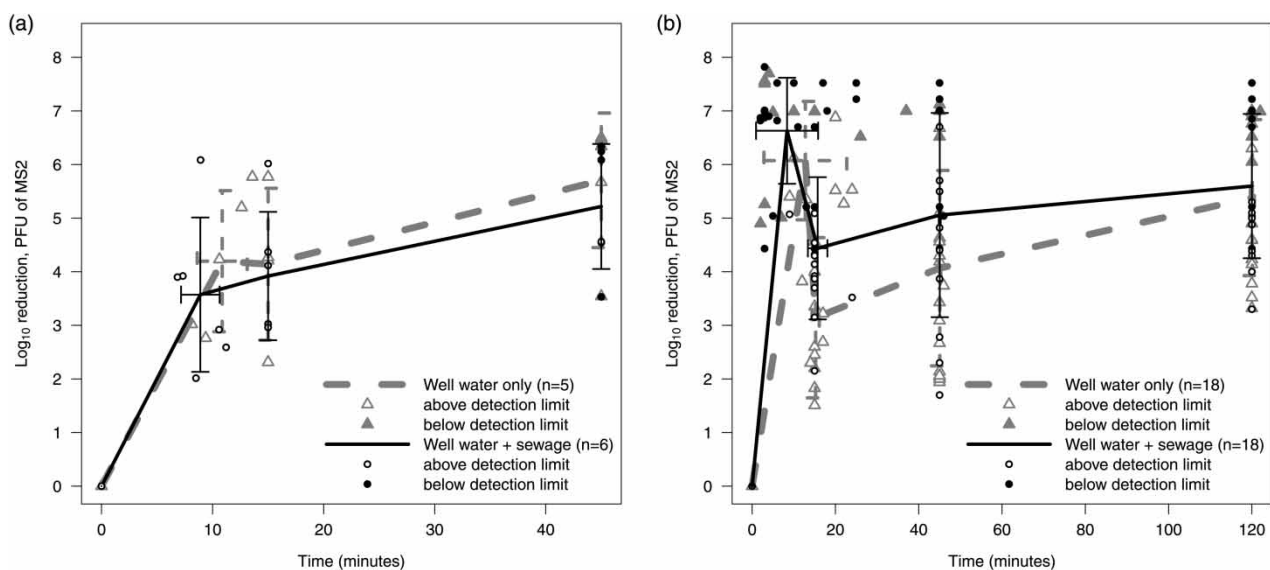 (a)
Log10 reduction, PFU of MS2
8
7
6
5
4
3
2
1
0
Well water only (n=5)
above detection limit
below detection limit
Well water + sewage (n=6)
above detection limit
below detection limit
0 10 20 30 40
Time (minutes)
(b)
Log10 reduction, PFU of MS2
8
7
6
5
4
3
2
1
0
Well water only (n=18)
above detection limit
below detection limit
Well water + sewage (n=18)
above detection limit
below detection limit
0 20 40 60 80 100 120
Time (minutes)